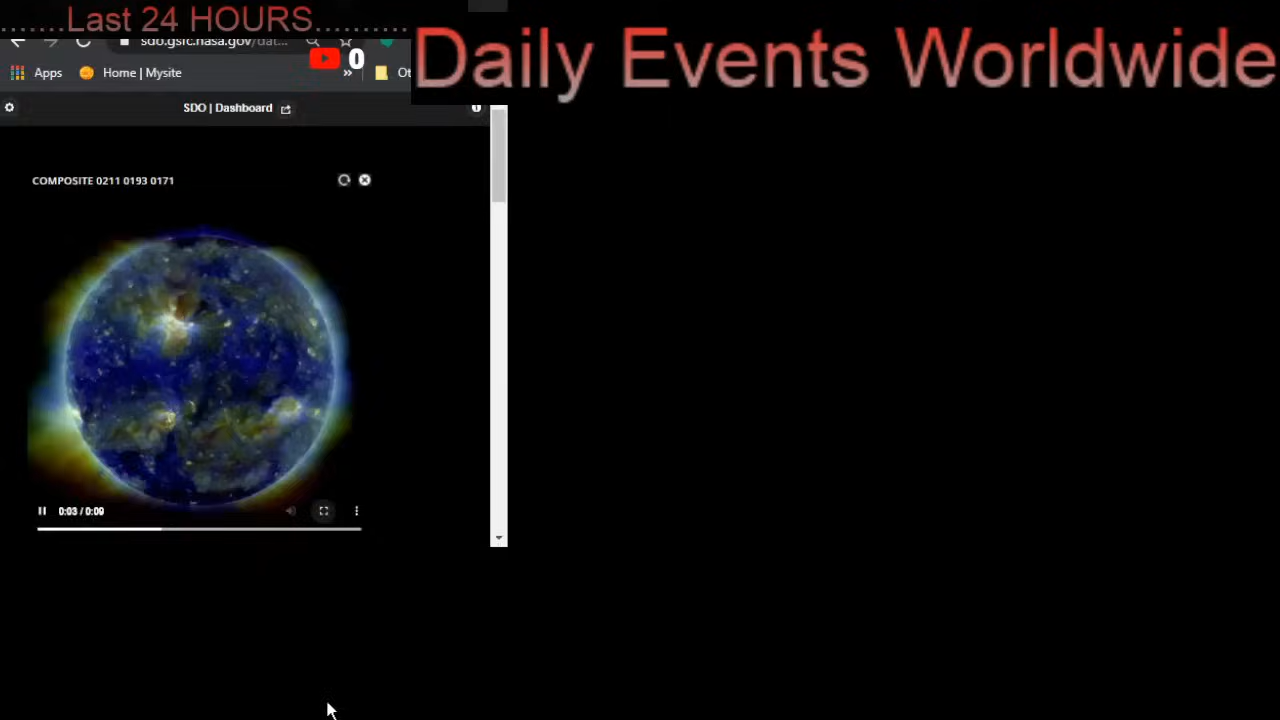 .......Last 24 HOURS..........
Daily Events Worldwide
sdo.gsfc.nasa.gov/dat...
0
Apps
Home | Mysite
»
Ot
SDO | Dashboard
COMPOSITE 0211 0193 0171
0:03 / 0:09